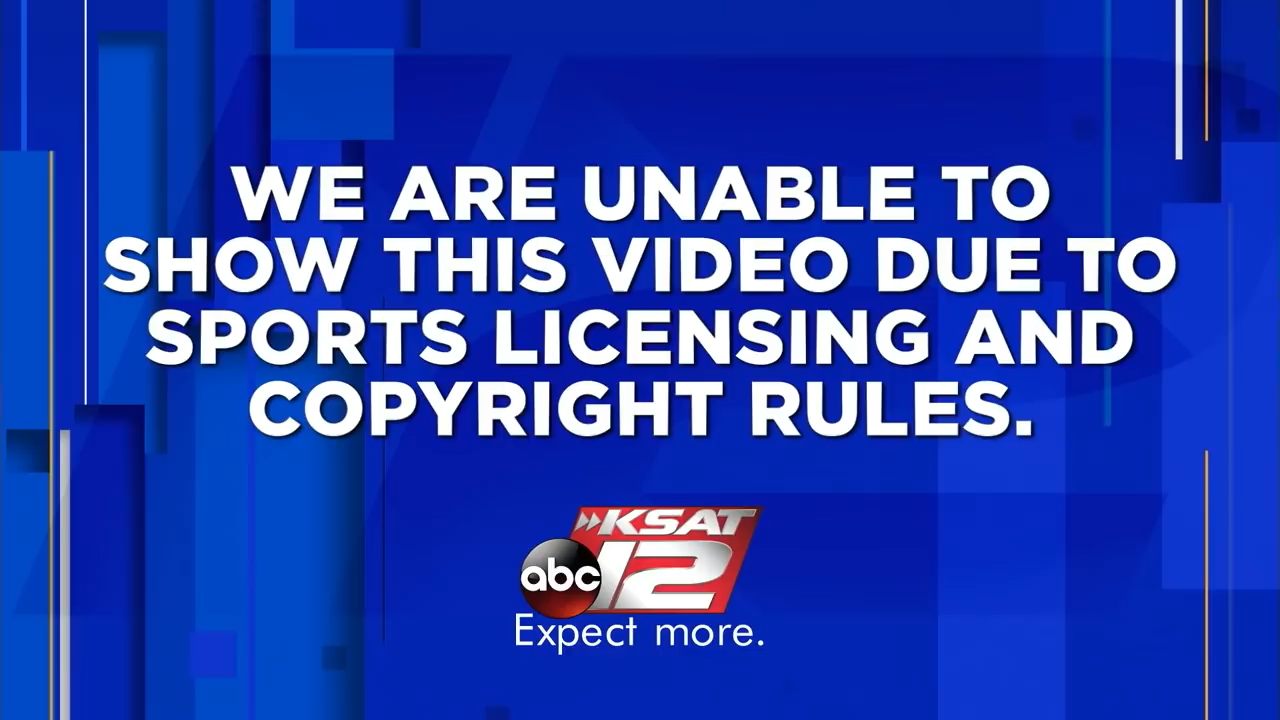 WE ARE UNABLE TO
SHOW THIS VIDEO DUE TO
SPORTS LICENSING AND
COPYRIGHT RULES.
KSAT
abc 12
Expect more.